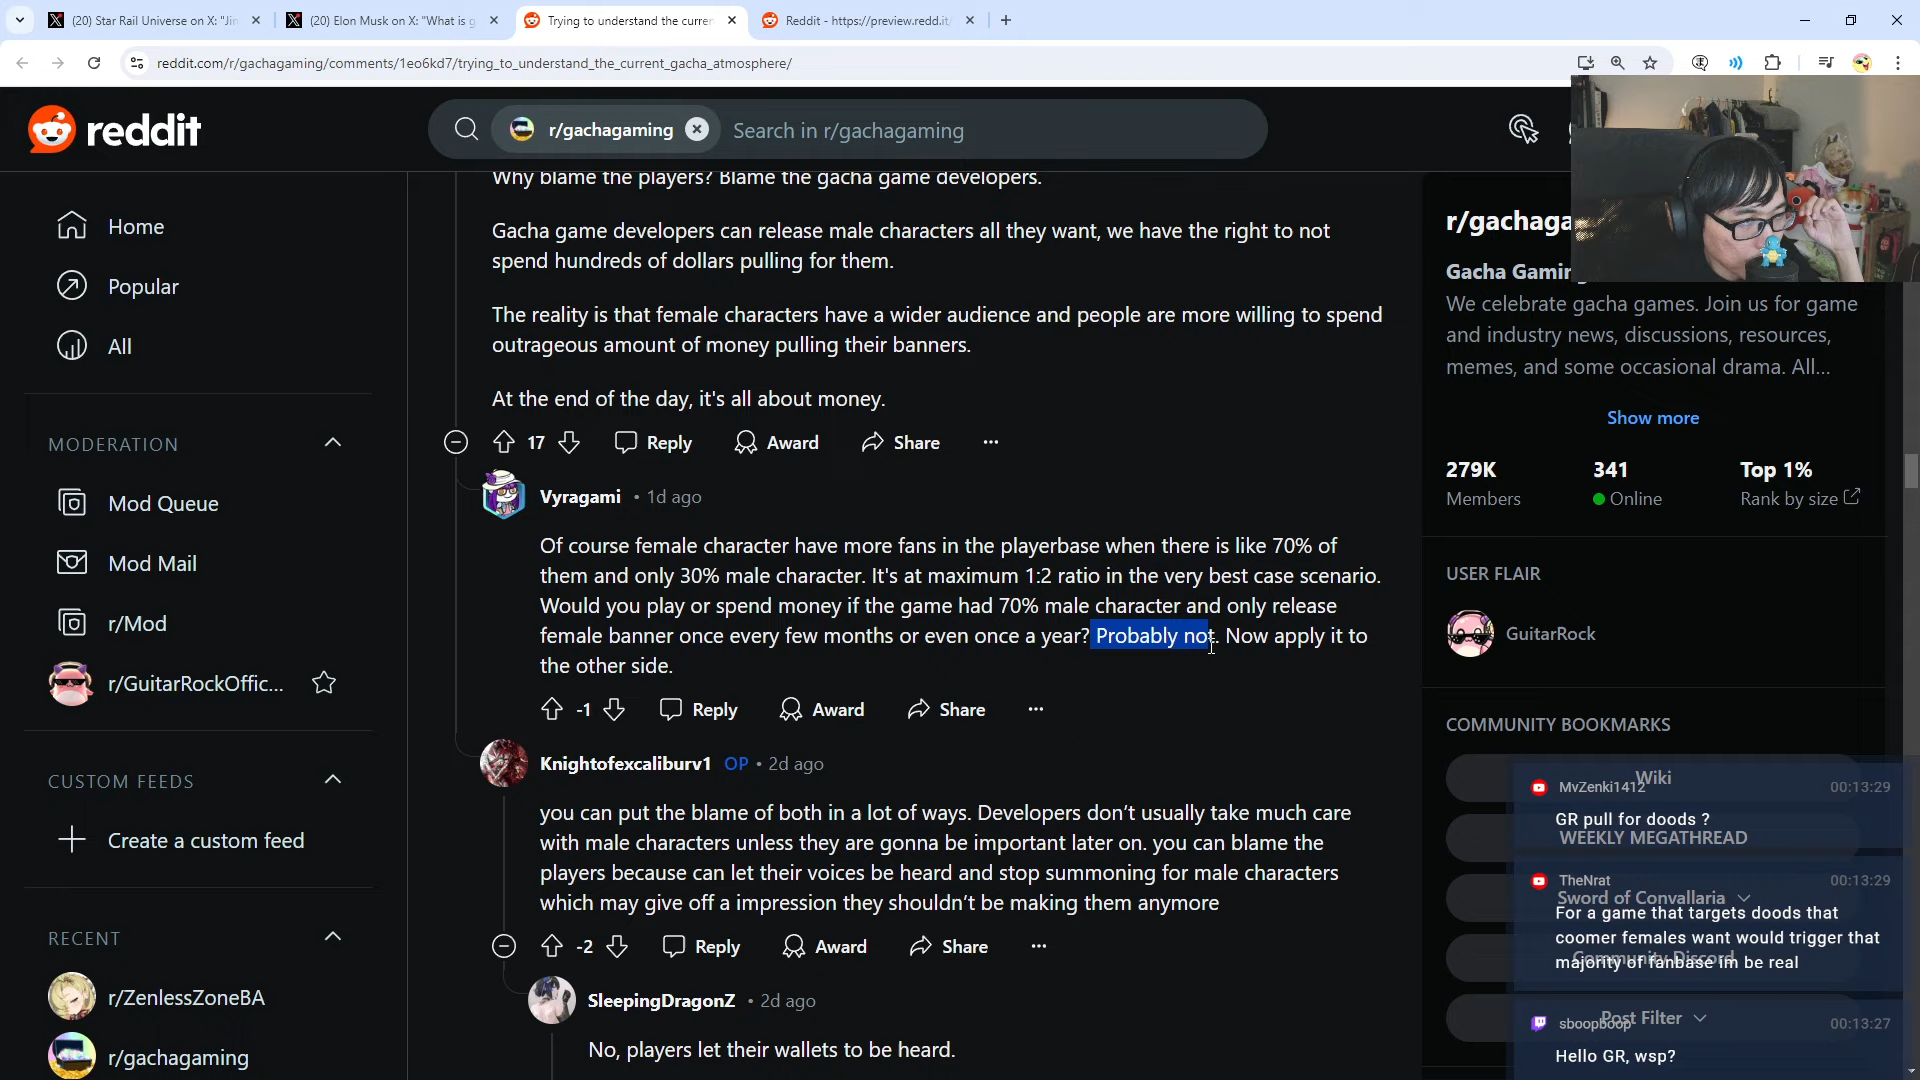 (20) Star Rail Universe on X: "Jin
(20) Elon Musk on X: "What is g
Trying to understand the curren
Reddit - https://preview.redd.it/
reddit.com/r/gachagaming/comments/1eo6kd7/trying_to_understand_the_current_gacha_atmosphere/
reddit
r/gachagaming
Search in r/gachagaming
Home
Popular
All
MODERATION
Mod Queue
Mod Mail
r/Mod
r/GuitarRockOffic...
CUSTOM FEEDS
Create a custom feed
RECENT
r/ZenlessZoneBA
r/gachagaming
Why blame the players? Blame the gacha game developers.
Gacha game developers can release male characters all they want, we have the right to not
spend hundreds of dollars pulling for them.
The reality is that female characters have a wider audience and people are more willing to spend
outrageous amount of money pulling their banners.
At the end of the day, it's all about money.
17 Reply Award Share
Vyragami • 1d ago
Of course female character have more fans in the playerbase when there is like 70% of
them and only 30% male character. It's at maximum 1:2 ratio in the very best case scenario.
Would you play or spend money if the game had 70% male character and only release
female banner once every few months or even once a year? Probably not. Now apply it to
the other side.
-1 Reply Award Share
Knightofexcaliburv1 OP • 2d ago
you can put the blame of both in a lot of ways. Developers don't usually take much care
with male characters unless they are gonna be important later on. you can blame the
players because can let their voices be heard and stop summoning for male characters
which may give off a impression they shouldn't be making them anymore
-2 Reply Award Share
SleepingDragonZ • 2d ago
No, players let their wallets to be heard.
r/gachaga
Gacha Gaming
We celebrate gacha games. Join us for game
and industry news, discussions, resources,
memes, and some occasional drama. All...
Show more
279K 341 Top 1%
Members Online Rank by size
USER FLAIR
GuitarRock
COMMUNITY BOOKMARKS
Wiki
MvZenki1412 00:13:29
GR pull for doods ?
WEEKLY MEGATHREAD
TheNrat 00:13:29
Sword of Convallaria
For a game that targets doods that
coomer females want would trigger that
majority of fanbase im be real
Community Discord
Post Filter
sboopboop 00:13:27
Hello GR, wsp?